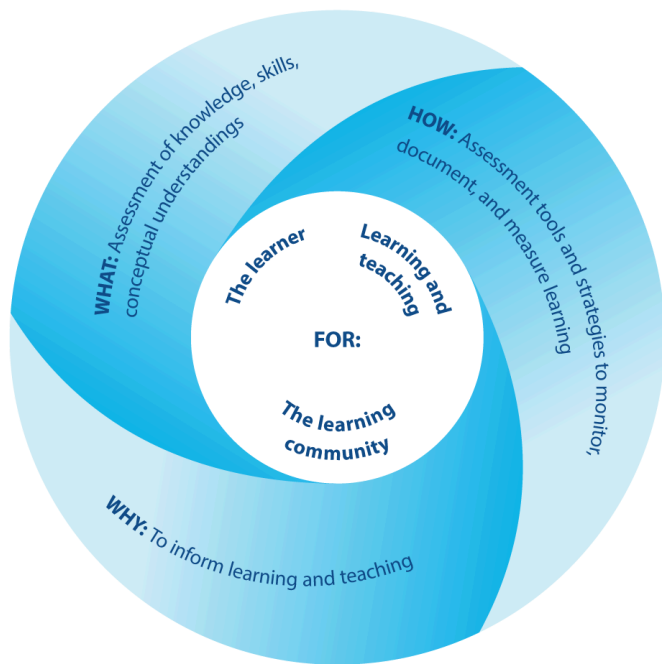 WHAT: Assessment of knowledge, skills,
conceptual understandings
HOW: Assessment tools and strategies to monitor,
document, and measure learning
The learner
Learning and
teaching
FOR:
The learning
community
WHY: To inform learning and teaching